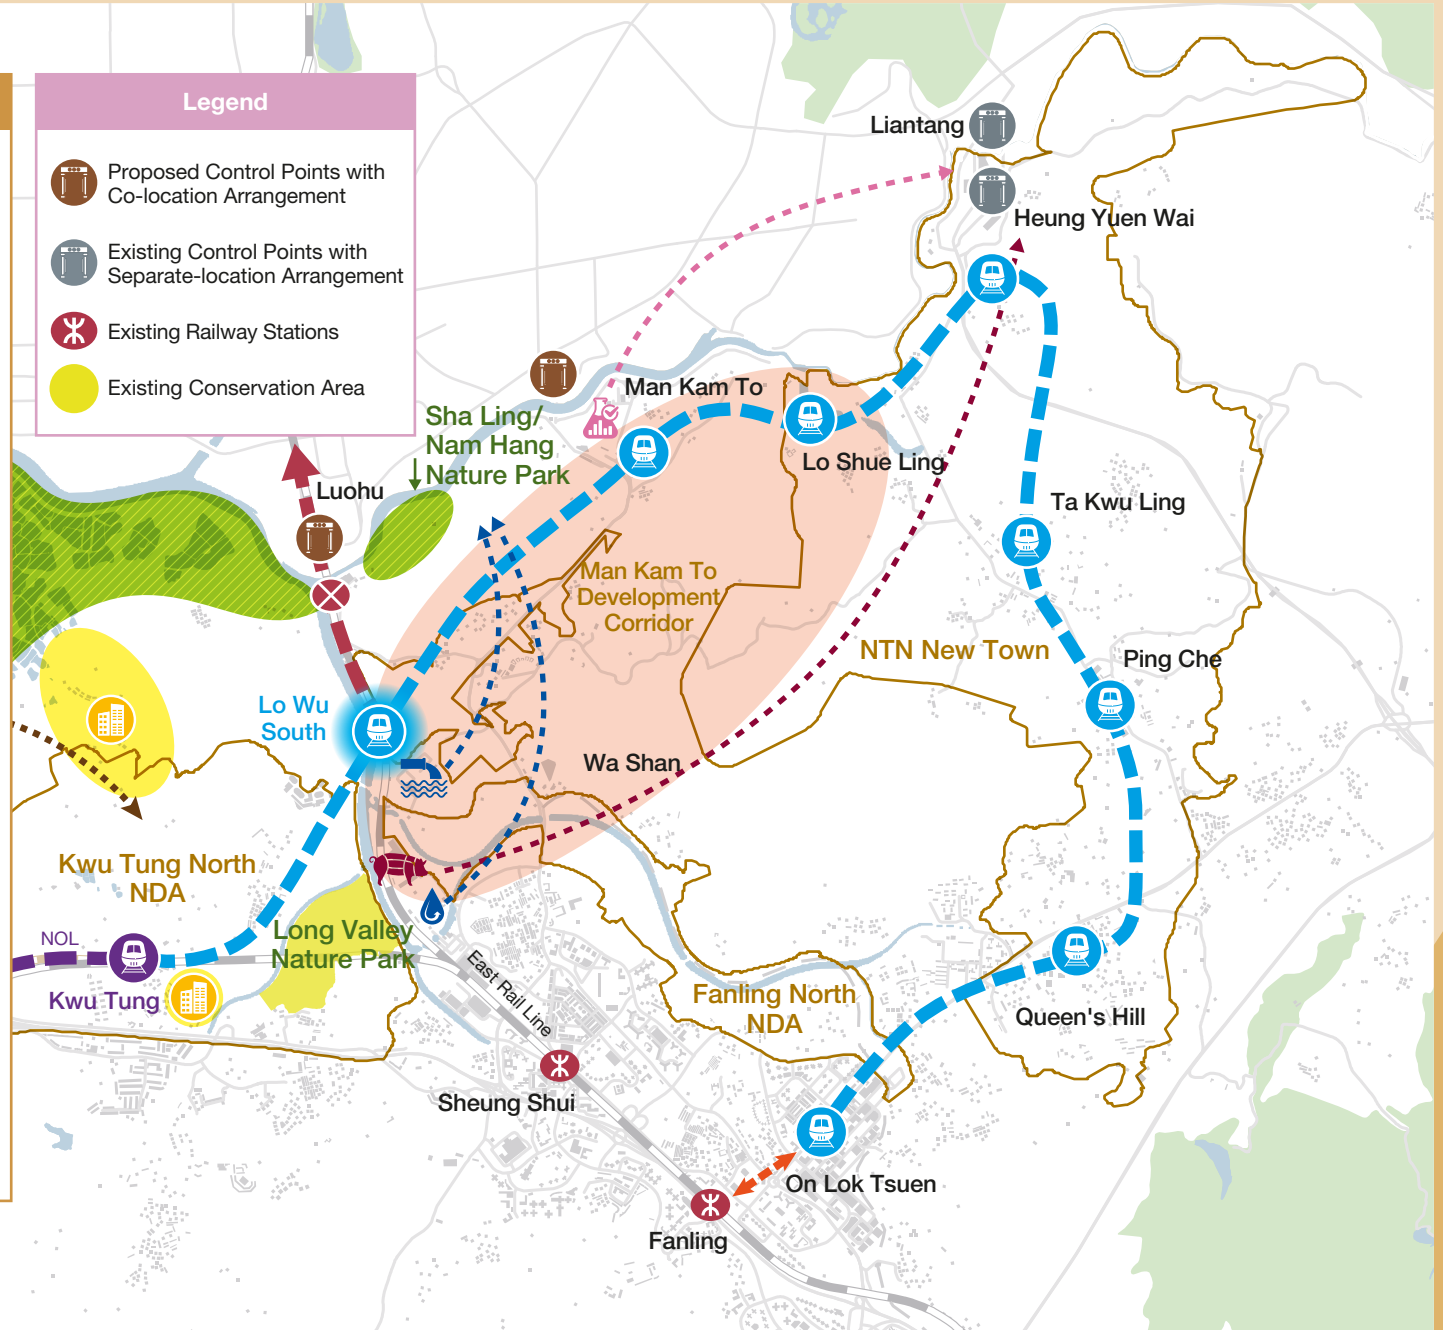 Legend
Proposed Control Points with
Co-location Arrangement
Existing Control Points with
Separate-location Arrangement
Existing Railway Stations
Existing Conservation Area
Liantang
Heung Yuen Wai
Man Kam To
Sha Ling/
Nam Hang
Nature Park
Lo Shue Ling
Luohu
Ta Kwu Ling
Man Kam To
Development
Corridor
NTN New Town
Ping Che
Lo Wu
South
Wa Shan
Kwu Tung North
NDA
Long Valley
Nature Park
NOL
Kwu Tung
East Rail Line
Fanling North
NDA
Queen's Hill
Sheung Shui
On Lok Tsuen
Fanling